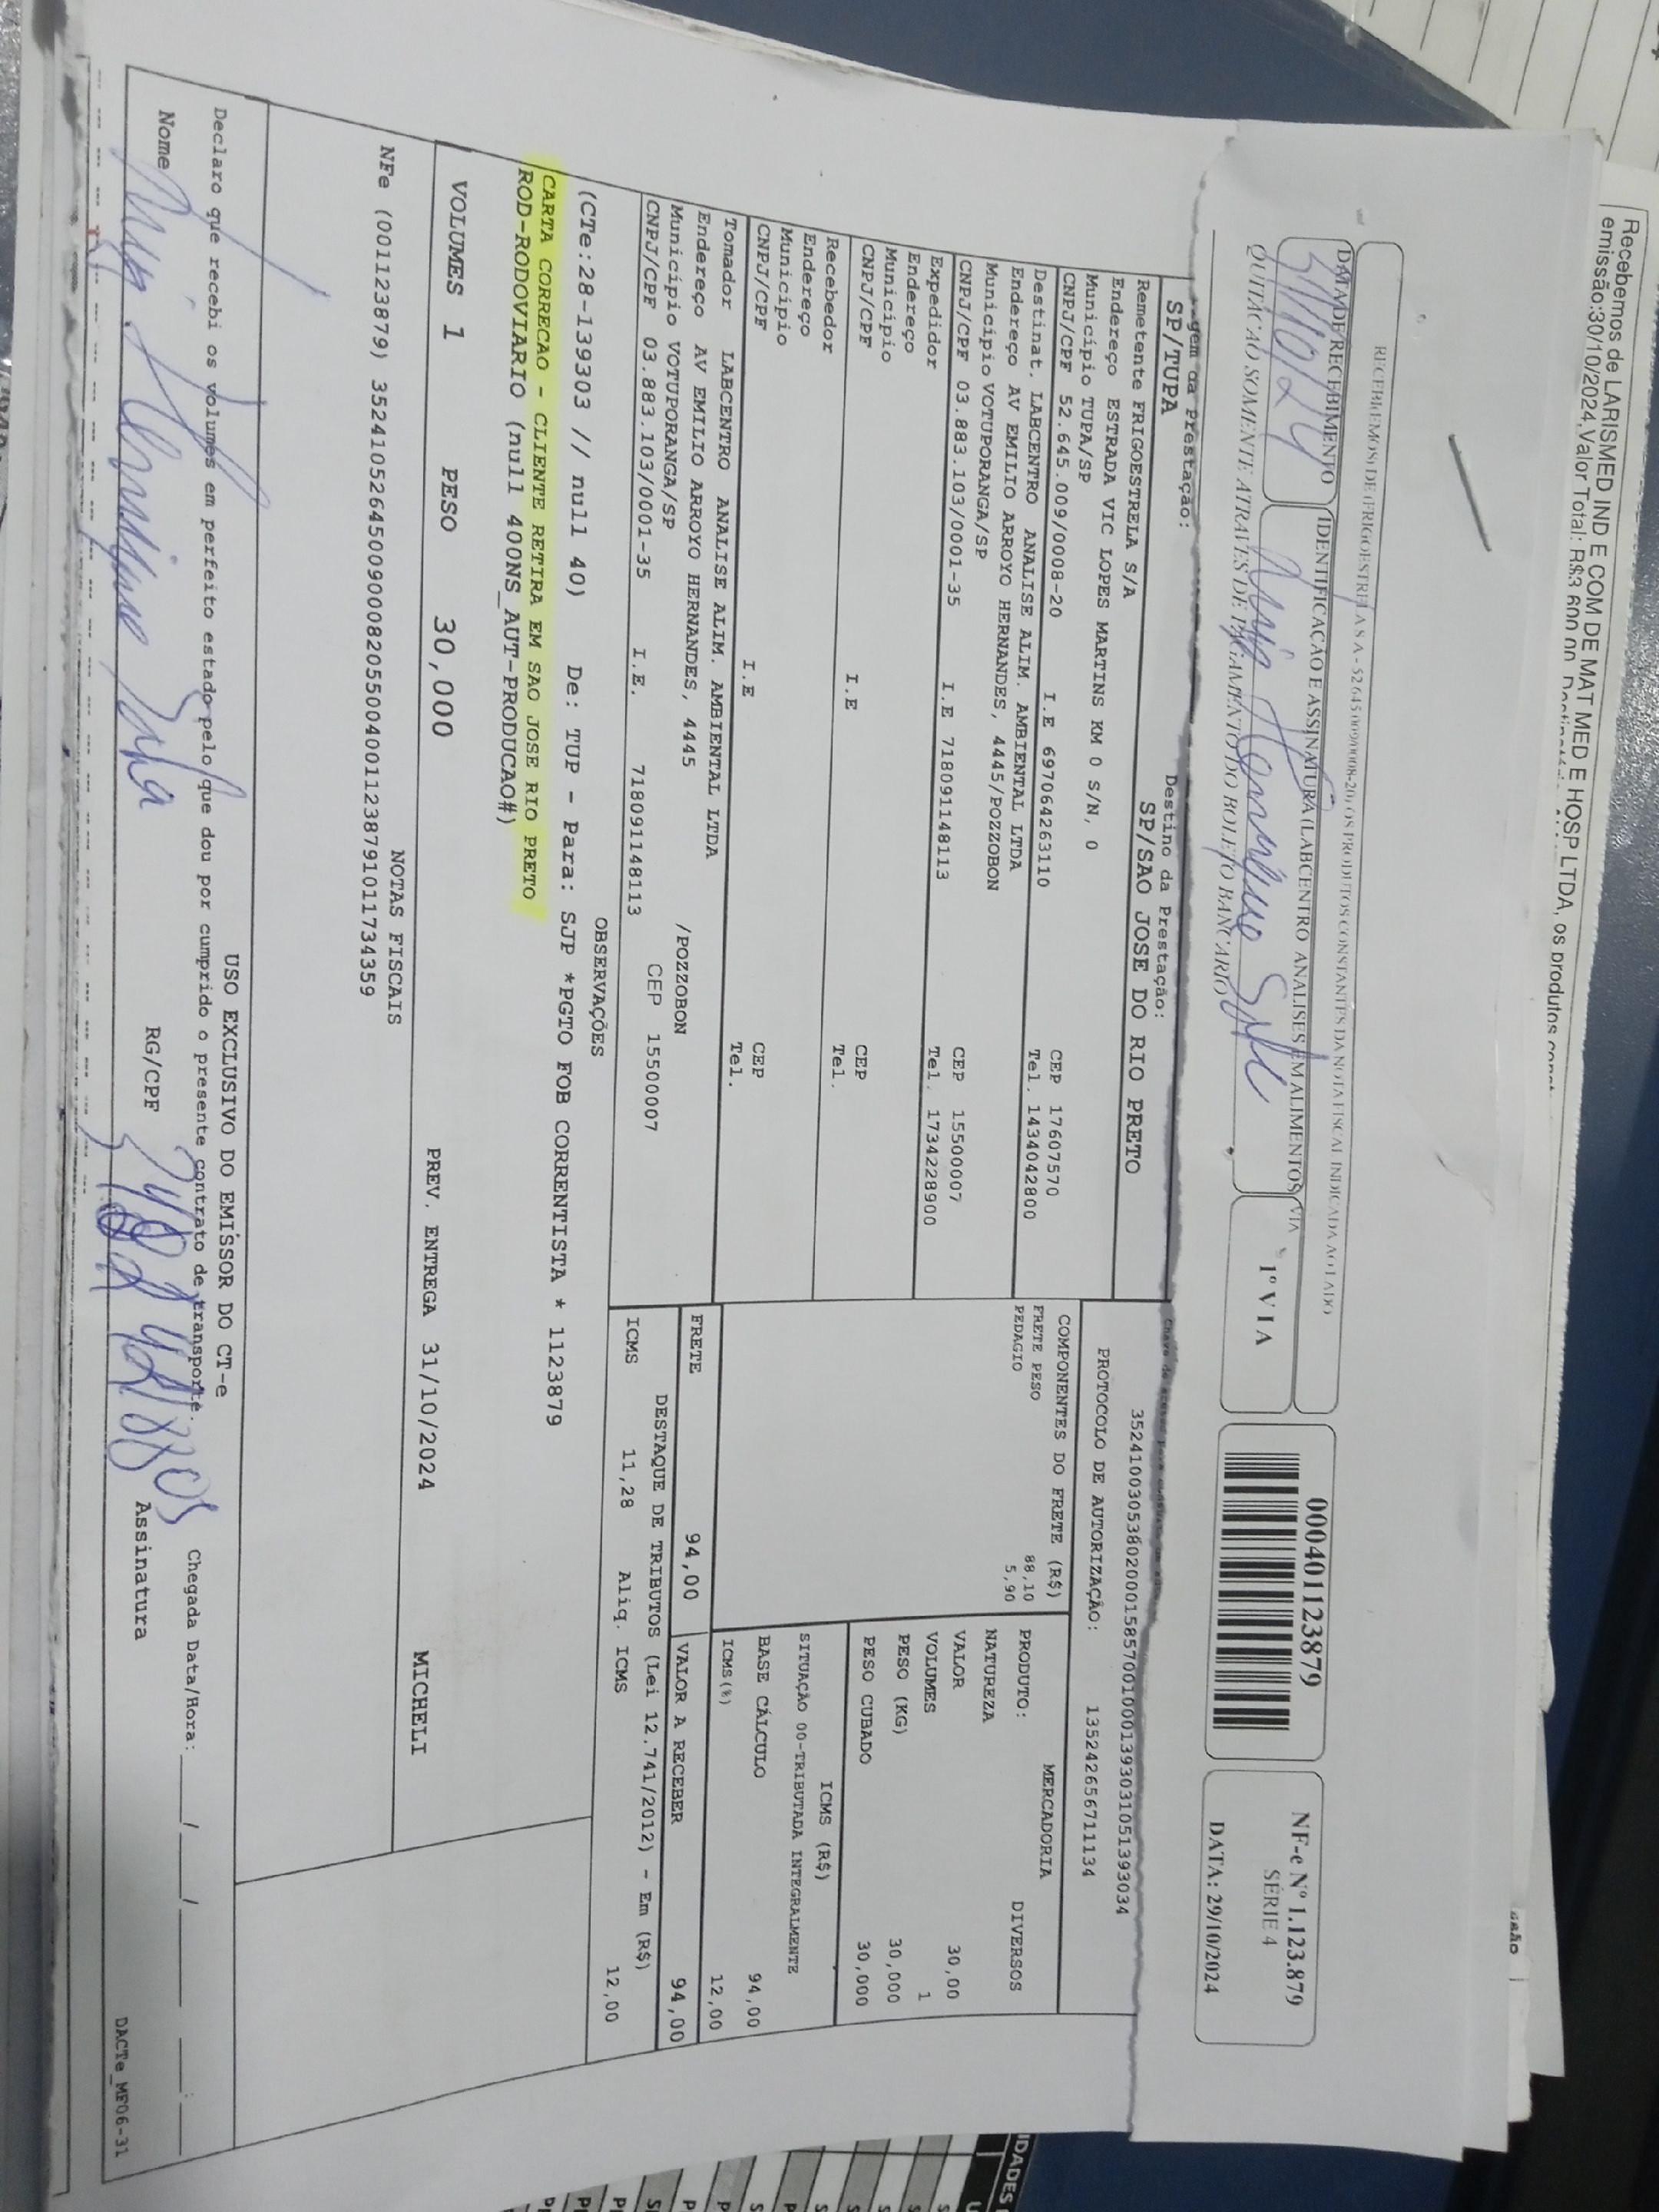 Recebemos de LARISMED IND E COM DE MAT MED E HOSP LTDA, os produtos
emissão:30/10/2024, Valor Total: R$3.600,00
RECEBI(EMOS) DE (FRIGOESTRELA S A - 52.645.009/0008-20) OS PRODUTOS CONSTANTES DA NOTA FISCAL INDICADA AO LADO
DATA DE RECEBIMENTO
31/10/24
IDENTIFICAÇÃO E ASSINATURA (LABCENTRO ANALISES EM ALIMENTOS
VIA
1º VIA
QUITAÇÃO SOMENTE ATRAVÉS DE PAGAMENTO DO BOLETO BANCÁRIO
000401123879
NF-e Nº 1.123.879
SÉRIE 4
DATA: 29/10/2024
gem da Prestação:
SP/TUPA
Destino da Prestação:
SP/SAO JOSE DO RIO PRETO
Remetente FRIGOESTRELA S/A
Endereço ESTRADA VIC LOPES MARTINS KM 0 S/N, 0
Município TUPA/SP CEP 17607570
CNPJ/CPF 52.645.009/0008-20 I.E 697064263110 Tel. 1434042800
Destinat. LABCENTRO ANALISE ALIM. AMBIENTAL LTDA
Endereço AV EMILIO ARROYO HERNANDES, 4445/POZZOBON
Município VOTUPORANGA/SP CEP 15500007
CNPJ/CPF 03.883.103/0001-35 I.E 718091148113 Tel. 1734228900
Expedidor
Endereço
Município CEP
CNPJ/CPF I.E Tel.
Recebedor
Endereço
Município CEP
CNPJ/CPF I.E Tel.
Tomador LABCENTRO ANALISE ALIM. AMBIENTAL LTDA
Endereço AV EMILIO ARROYO HERNANDES, 4445 /POZZOBON
Município VOTUPORANGA/SP CEP 15500007
CNPJ/CPF 03.883.103/0001-35 I.E. 718091148113
PROTOCOLO DE AUTORIZAÇÃO: 135242656711134
COMPONENTES DO FRETE (R$)
FRETE PESO 88,10
PEDAGIO 5,90
MERCADORIA
PRODUTO: DIVERSOS
NATUREZA
VALOR 30,00
VOLUMES 1
PESO (KG) 30,000
PESO CUBADO 30,000
ICMS (R$)
SITUAÇÃO 00-TRIBUTADA INTEGRALMENTE
BASE CÁLCULO 94,00
ICMS(%) 12,00
FRETE 94,00
VALOR A RECEBER 94,00
DESTAQUE DE TRIBUTOS (Lei 12.741/2012) - Em (R$)
ICMS 11,28 Aliq. ICMS 12,00
OBSERVAÇÕES
(CTe:28-139303 // null 40) De: TUP - Para: SJP *PGTO FOB CORRENTISTA * 1123879
CARTA CORRECAO - CLIENTE RETIRA EM SAO JOSE RIO PRETO
ROD-RODOVIARIO (null 400NS_AUT-PRODUCAO#)
VOLUMES 1 PESO 30,000 PREV. ENTREGA 31/10/2024 MICHELI
NOTAS FISCAIS
NFe (001123879) 35241052645009000820550040011238791011734359
USO EXCLUSIVO DO EMISSOR DO CT-e
Declaro que recebi os volumes em perfeito estado pelo que dou por cumprido o presente contrato de transporte.
Chegada Data/Hora: ___/___/______ ___:___
Nome RG/CPF Assinatura
DACTe_MF06-31